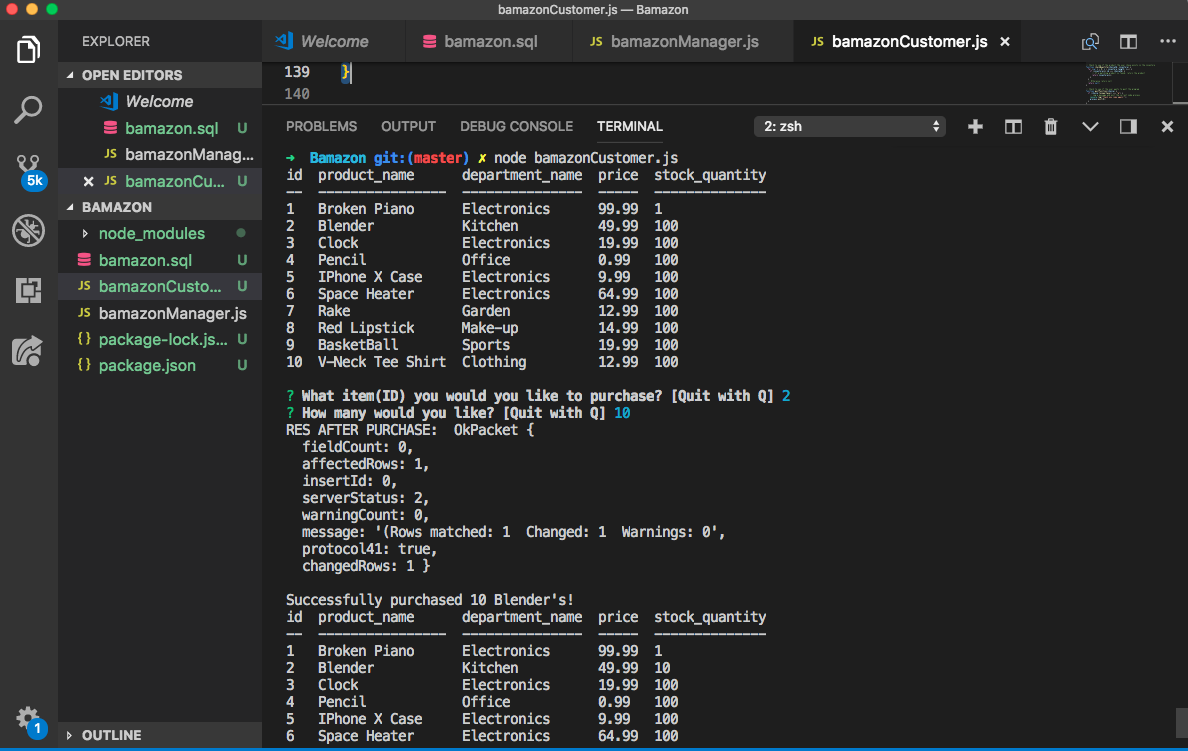 bamazonCustomer.js — Bamazon
EXPLORER
OPEN EDITORS
Welcome
bamazon.sql U
JS bamazonManag...
JS bamazonCu... U
BAMAZON
node_modules
bamazon.sql U
JS bamazonCusto... U
JS bamazonManager.js
{} package-lock.js... U
{} package.json U
OUTLINE
5k
1
Welcome
bamazon.sql
JS bamazonManager.js
JS bamazonCustomer.js
139 }
140
PROBLEMS OUTPUT DEBUG CONSOLE TERMINAL 2: zsh
→ Bamazon git:(master) ✗ node bamazonCustomer.js
id product_name department_name price stock_quantity
-- ---------------- --------------- ----- --------------
1 Broken Piano Electronics 99.99 1
2 Blender Kitchen 49.99 100
3 Clock Electronics 19.99 100
4 Pencil Office 0.99 100
5 IPhone X Case Electronics 9.99 100
6 Space Heater Electronics 64.99 100
7 Rake Garden 12.99 100
8 Red Lipstick Make-up 14.99 100
9 BasketBall Sports 19.99 100
10 V-Neck Tee Shirt Clothing 12.99 100
? What item(ID) you would you like to purchase? [Quit with Q] 2
? How many would you like? [Quit with Q] 10
RES AFTER PURCHASE: OkPacket {
fieldCount: 0,
affectedRows: 1,
insertId: 0,
serverStatus: 2,
warningCount: 0,
message: '(Rows matched: 1 Changed: 1 Warnings: 0',
protocol41: true,
changedRows: 1 }
Successfully purchased 10 Blender's!
id product_name department_name price stock_quantity
-- ---------------- --------------- ----- --------------
1 Broken Piano Electronics 99.99 1
2 Blender Kitchen 49.99 10
3 Clock Electronics 19.99 100
4 Pencil Office 0.99 100
5 IPhone X Case Electronics 9.99 100
6 Space Heater Electronics 64.99 100